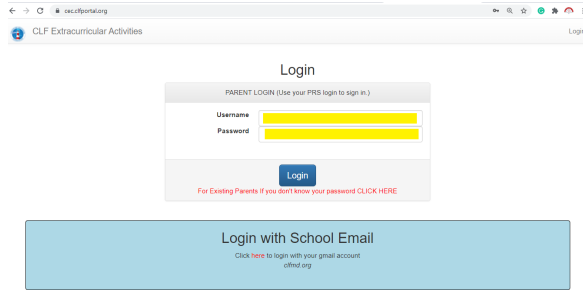 cec.clfportal.org
CLF Extracurricular Activities
Login
Login
PARENT LOGIN (Use your PRS login to sign in.)
Username
Password
Login
For Existing Parents If you don't know your password CLICK HERE
Login with School Email
Click here to login with your gmail account
clfmd.org